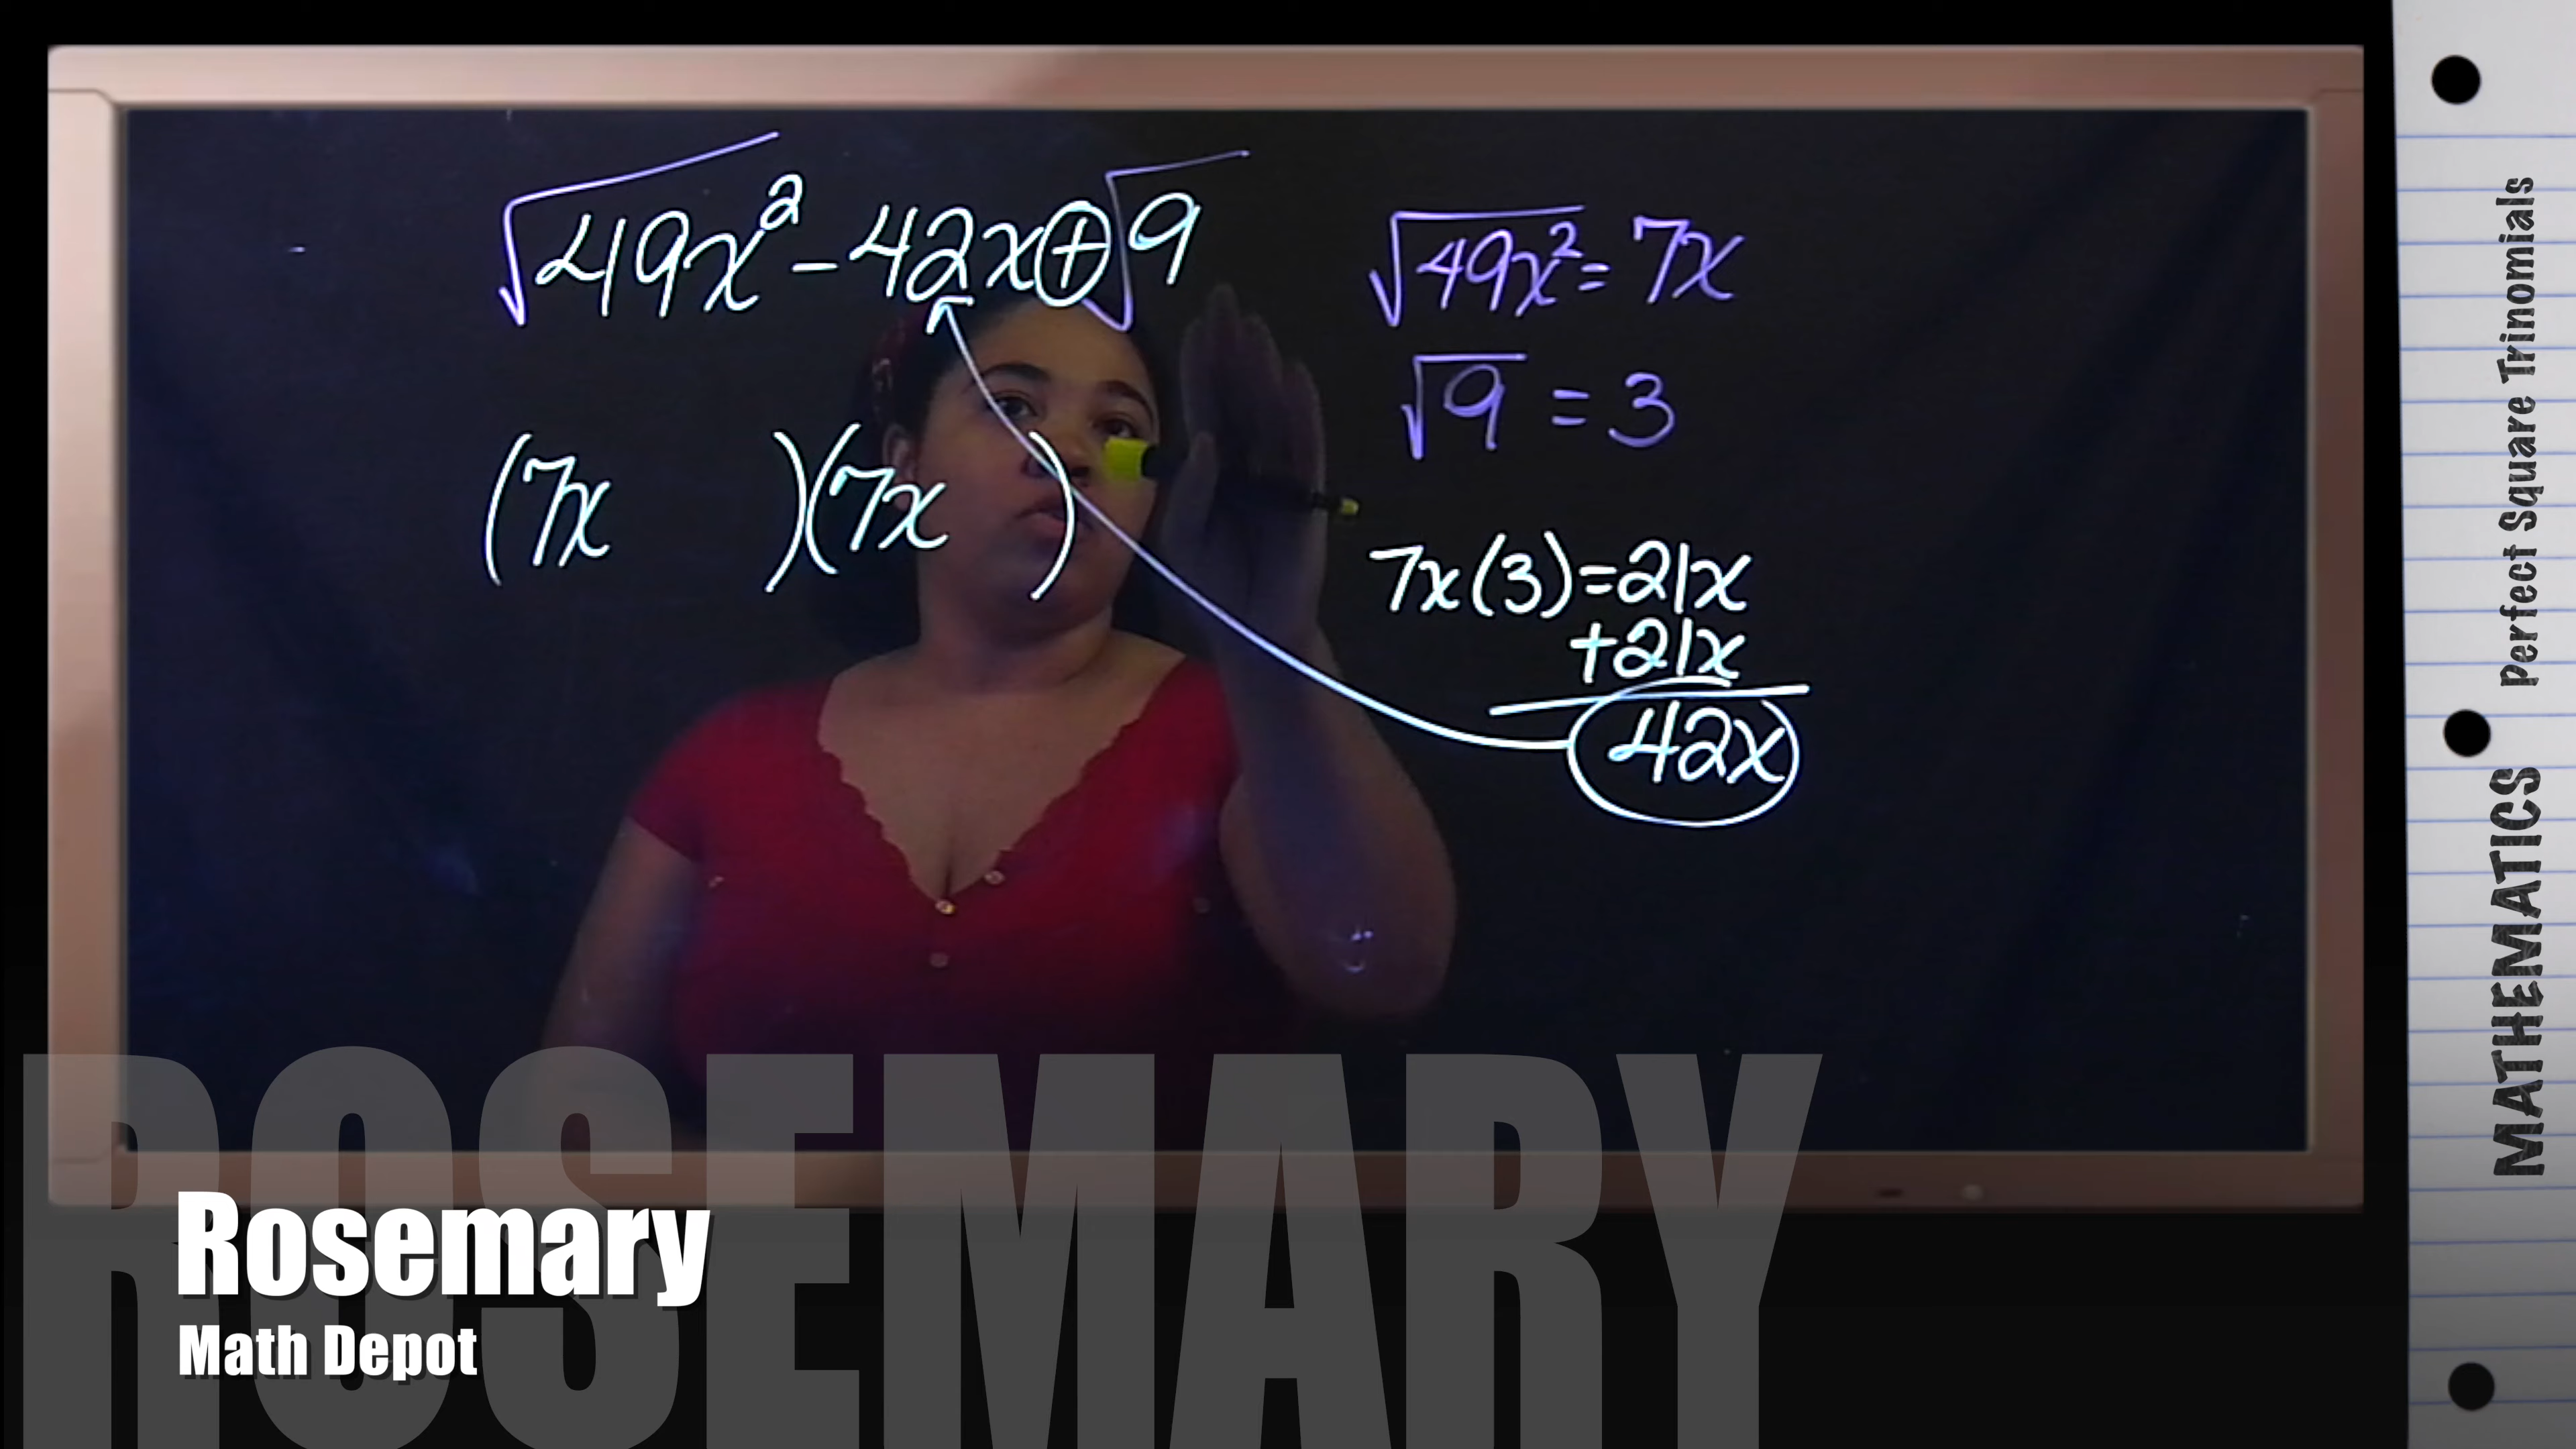 √49x² - 42x + √9
√49x² = 7x
√9 = 3
(7x )(7x )
7x(3) = 21x
+21x
42x
ROSEMARY
Rosemary
Math Depot
MATHEMATICS Perfect Square Trinomials